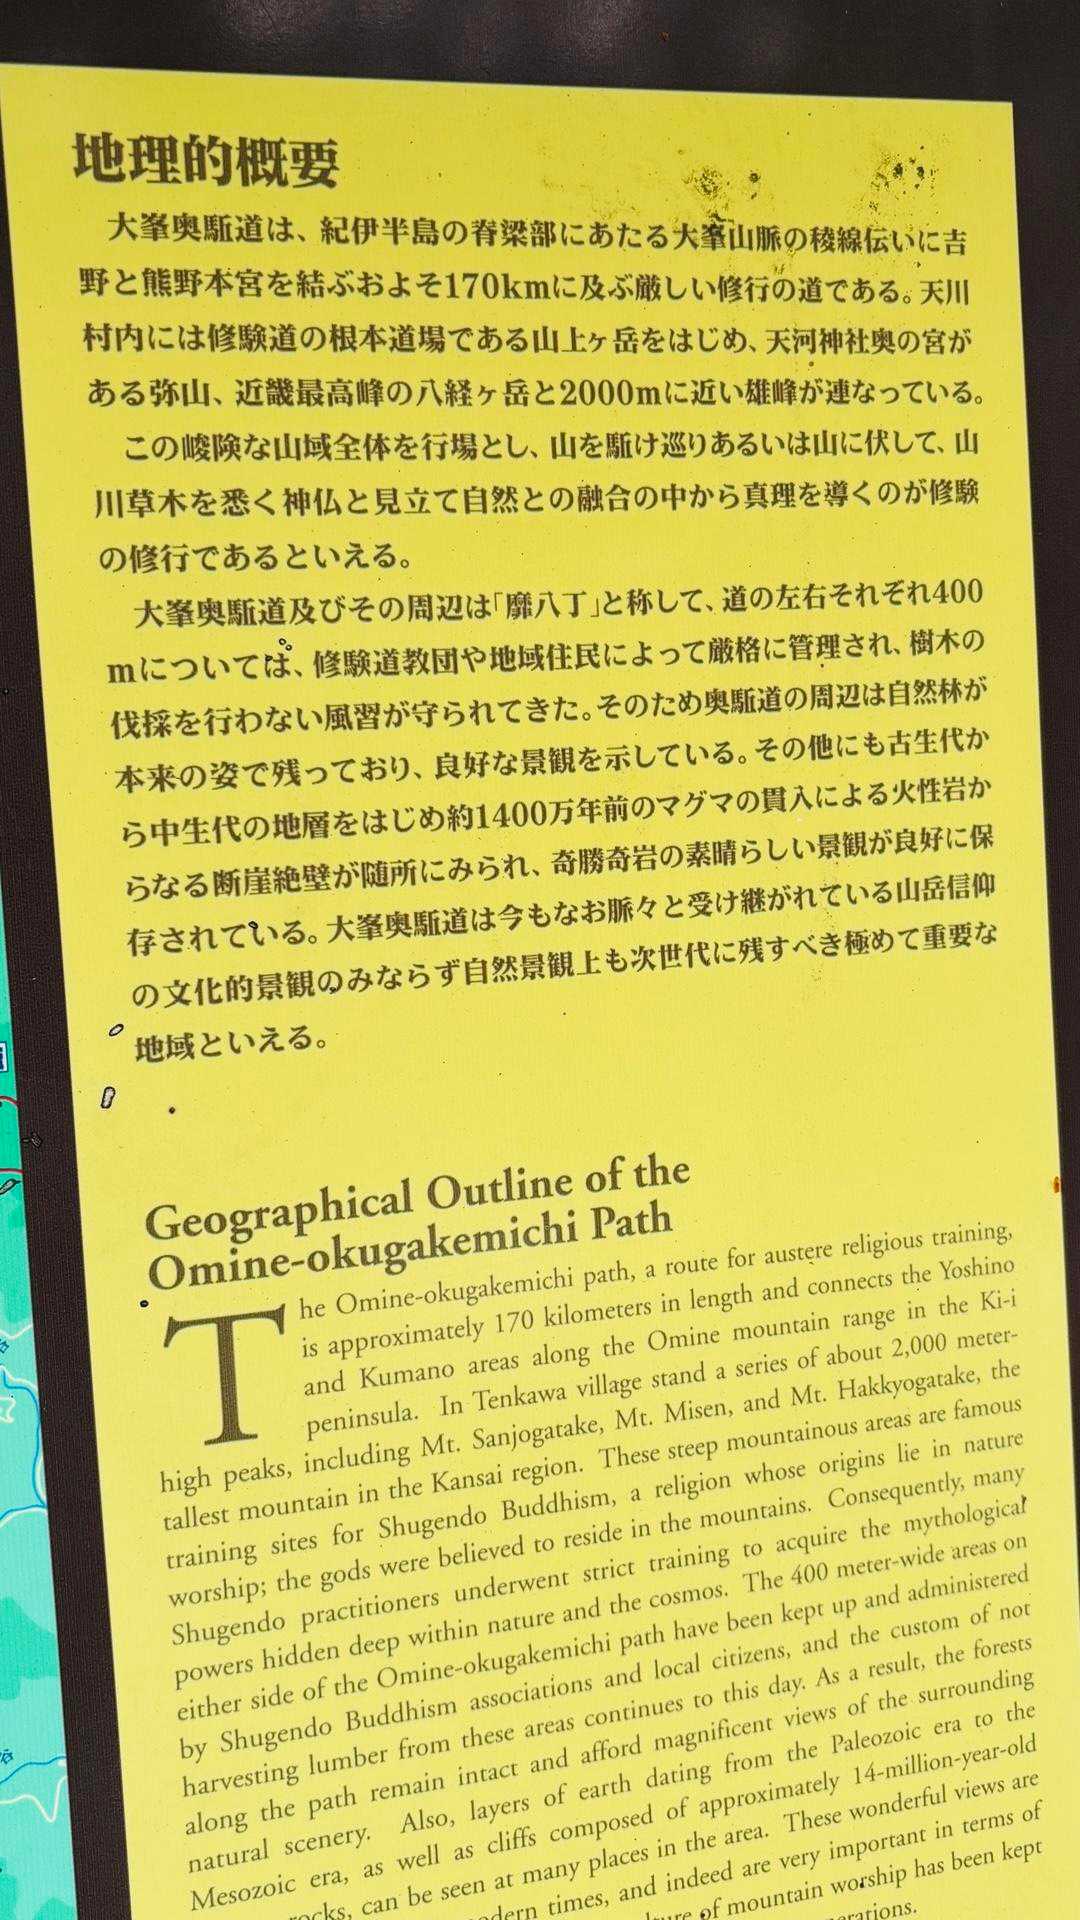 地理的概要
大峯奥駈道は、紀伊半島の脊梁部にあたる大峯山脈の稜線伝いに吉
野と熊野本宮を結ぶおよそ170kmに及ぶ厳しい修行の道である。天川
村内には修験道の根本道場である山上ヶ岳をはじめ、天河神社奥の宮が
ある弥山、近畿最高峰の八経ヶ岳と2000mに近い雄峰が連なっている。
この峻険な山域全体を行場とし、山を駈け巡りあるいは山に伏して、山
川草木を悉く神仏と見立て自然との融合の中から真理を導くのが修験
の修行であるといえる。
大峯奥駈道及びその周辺は「靡八丁」と称して、道の左右それぞれ400
mについては、修験道教団や地域住民によって厳格に管理され、樹木の
伐採を行わない風習が守られてきた。そのため奥駈道の周辺は自然林が
本来の姿で残っており、良好な景観を示している。その他にも古生代か
ら中生代の地層をはじめ約1400万年前のマグマの貫入による火性岩か
らなる断崖絶壁が随所にみられ、奇勝奇岩の素晴らしい景観が良好に保
存されている。大峯奥駈道は今もなお脈々と受け継がれている山岳信仰
の文化的景観のみならず自然景観上も次世代に残すべき極めて重要な
地域といえる。
Geographical Outline of the
Omine-okugakemichi Path
The Omine-okugakemichi path, a route for austere religious training,
is approximately 170 kilometers in length and connects the Yoshino
and Kumano areas along the Omine mountain range in the Ki-i
peninsula. In Tenkawa village stand a series of about 2,000 meter-
high peaks, including Mt. Sanjogatake, Mt. Misen, and Mt. Hakkyogatake, the
tallest mountain in the Kansai region. These steep mountainous areas are famous
training sites for Shugendo Buddhism, a religion whose origins lie in nature
worship; the gods were believed to reside in the mountains. Consequently, many
Shugendo practitioners underwent strict training to acquire the mythological
powers hidden deep within nature and the cosmos. The 400 meter-wide areas on
either side of the Omine-okugakemichi path have been kept up and administered
by Shugendo Buddhism associations and local citizens, and the custom of not
harvesting lumber from these areas continues to this day. As a result, the forests
along the path remain intact and afford magnificent views of the surrounding
natural scenery. Also, layers of earth dating from the Paleozoic era to the
Mesozoic era, as well as cliffs composed of approximately 14-million-year-old
rocks, can be seen at many places in the area. These wonderful views are
modern times, and indeed are very important in terms of
of mountain worship has been kept